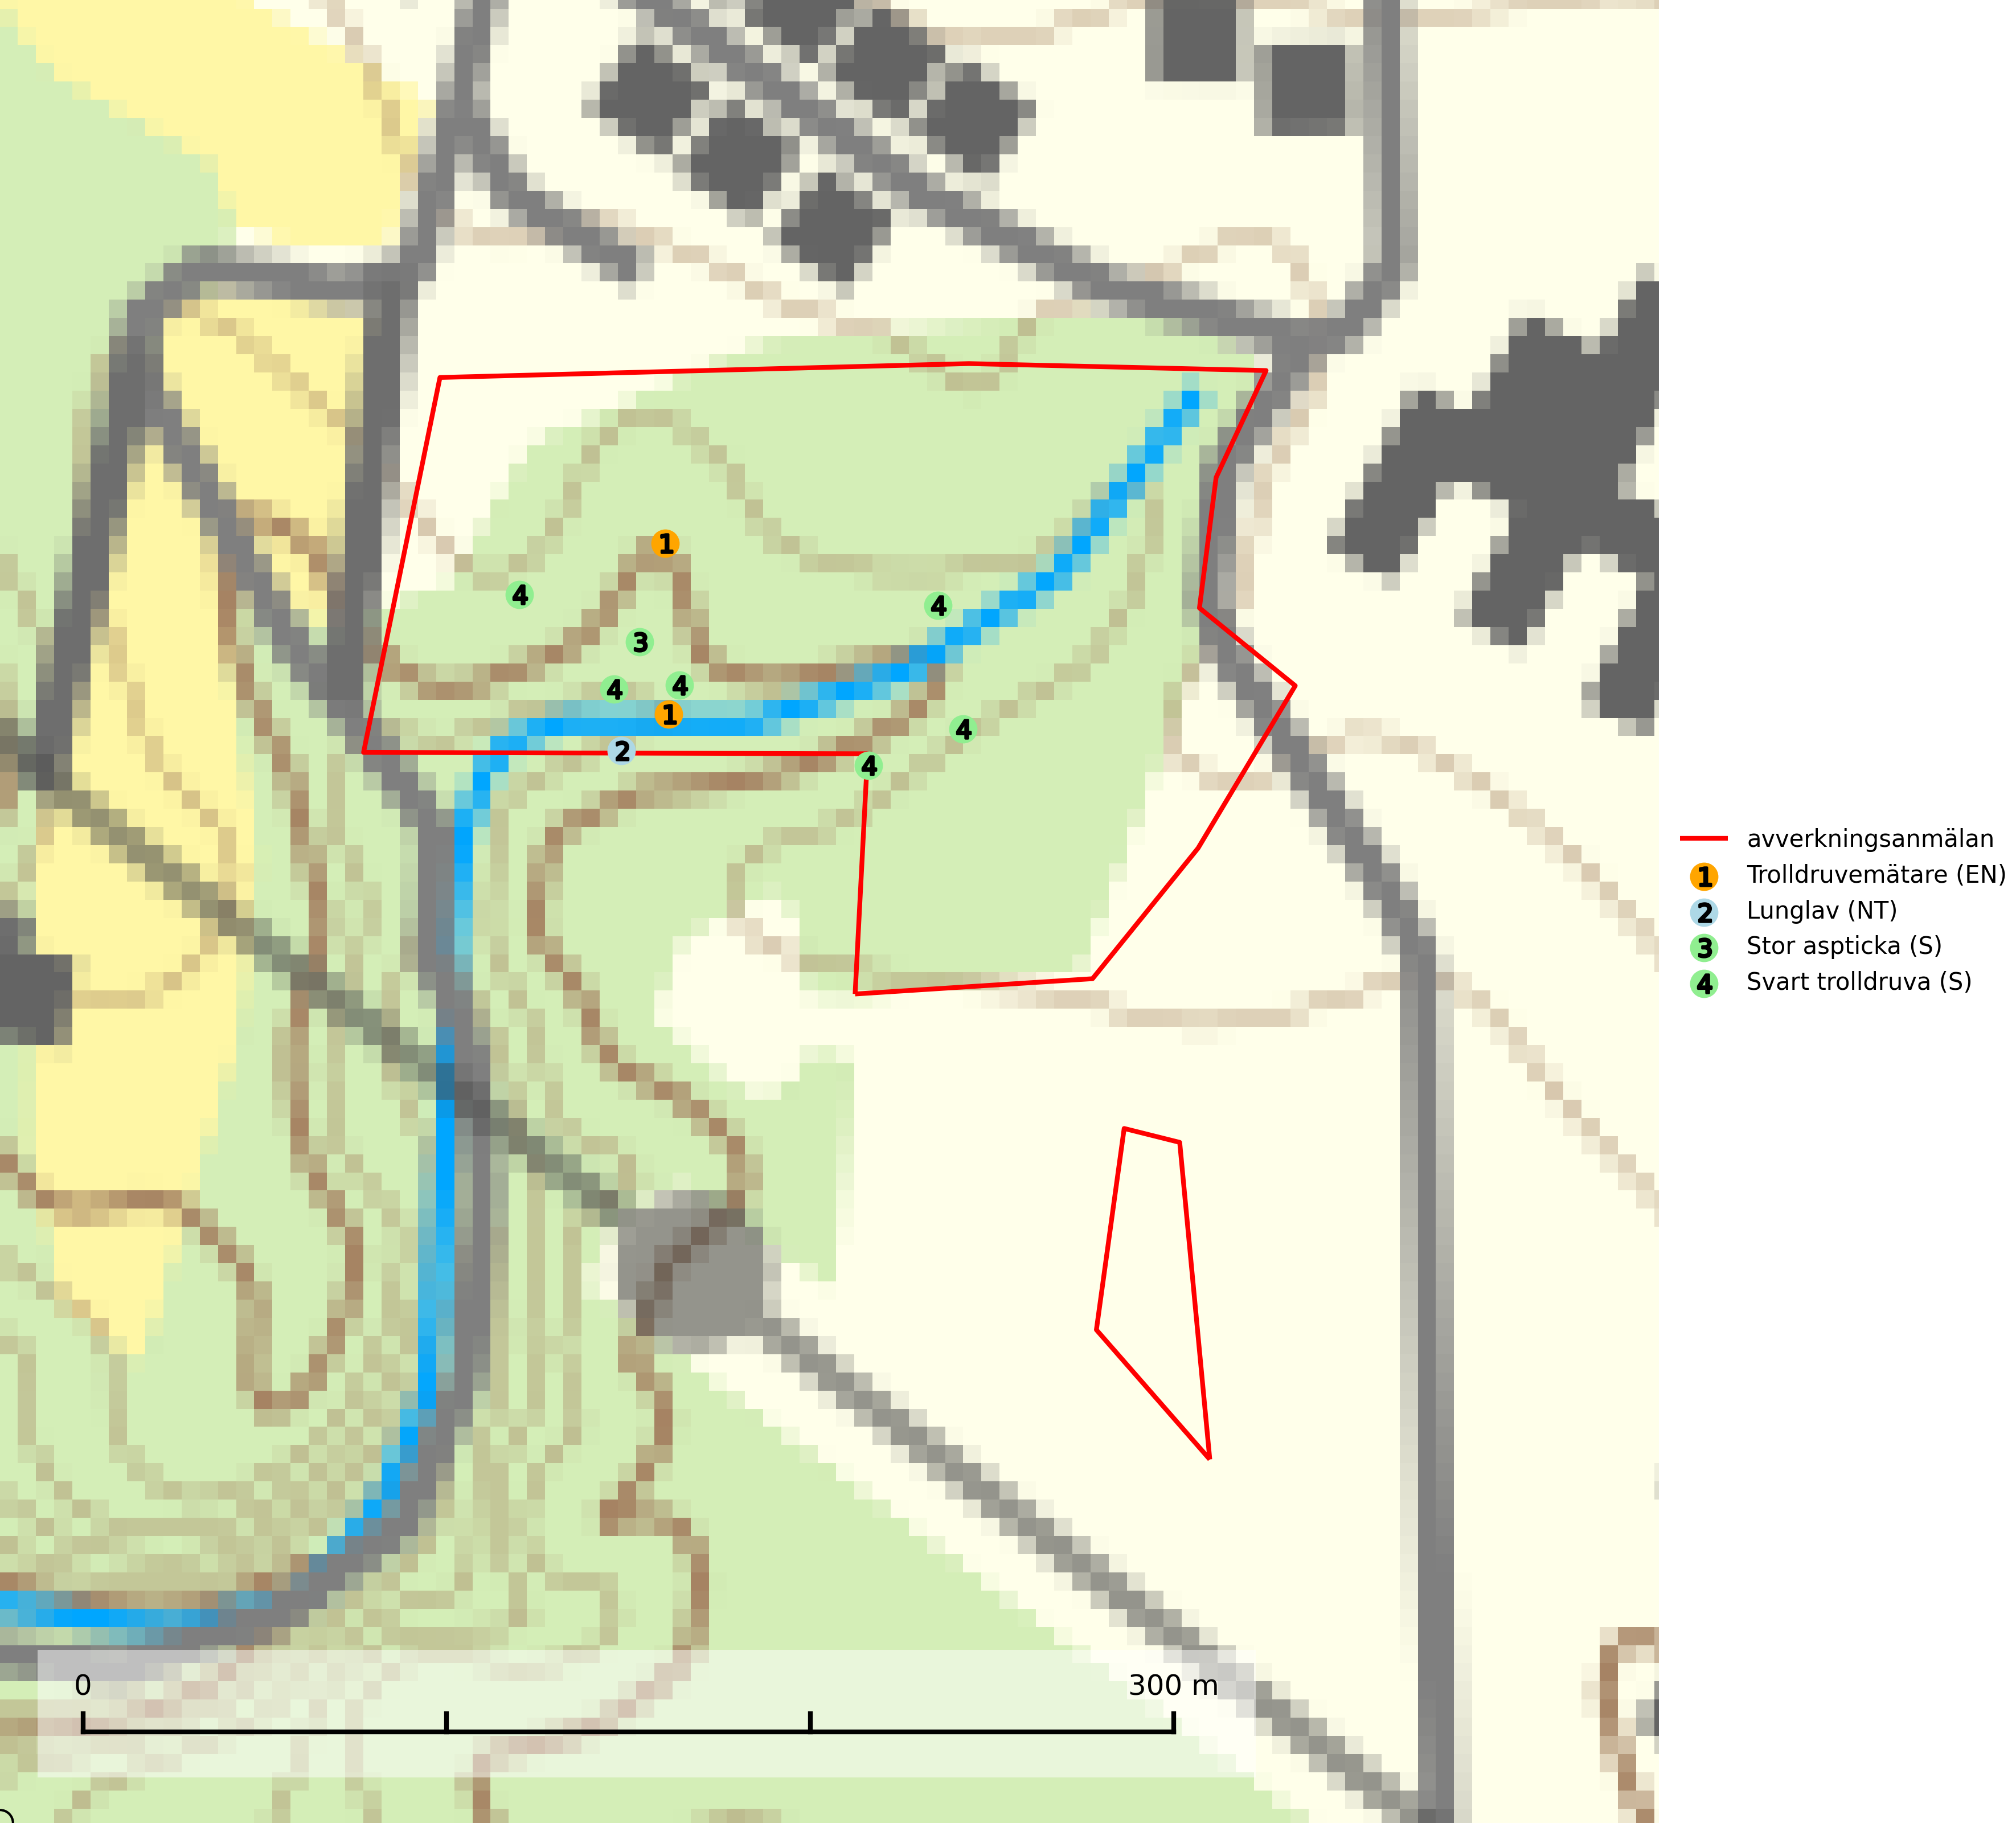 1
4
4
3
4
4
1
4
2
4
avverkningsanmälan
1 Trolldruvemätare (EN)
2 Lunglav (NT)
3 Stor aspticka (S)
4 Svart trolldruva (S)
0 300 m